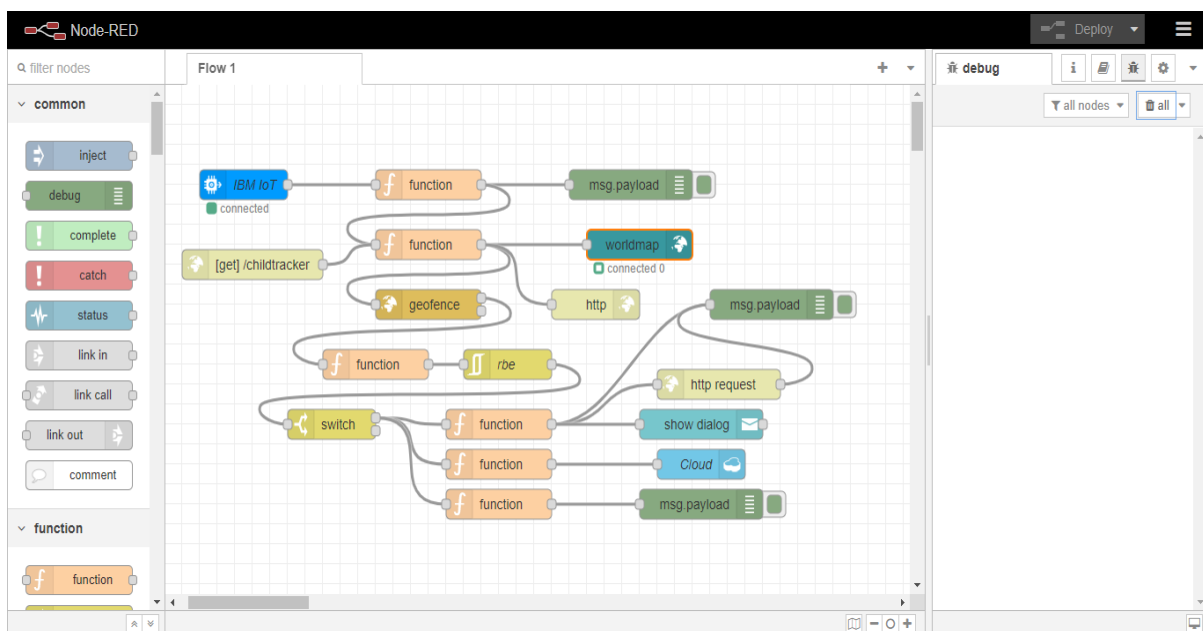 Node-RED
Deploy
filter nodes
Flow 1
debug
i
all nodes
all
common
inject
debug
complete
catch
status
link in
link call
link out
comment
function
function
IBM IoT
connected
function
msg.payload
[get] /childtracker
function
worldmap
connected 0
geofence
http
msg.payload
function
rbe
http request
switch
function
show dialog
function
Cloud
function
msg.payload